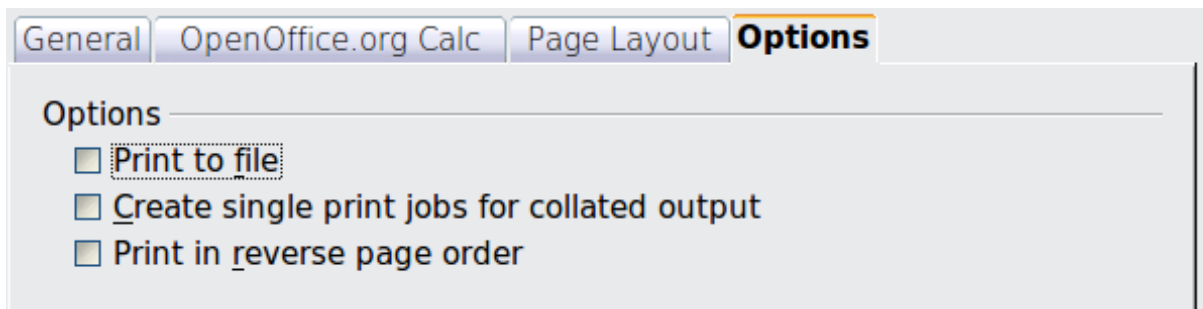 General OpenOffice.org Calc Page Layout Options
Options
Print to file
Create single print jobs for collated output
Print in reverse page order